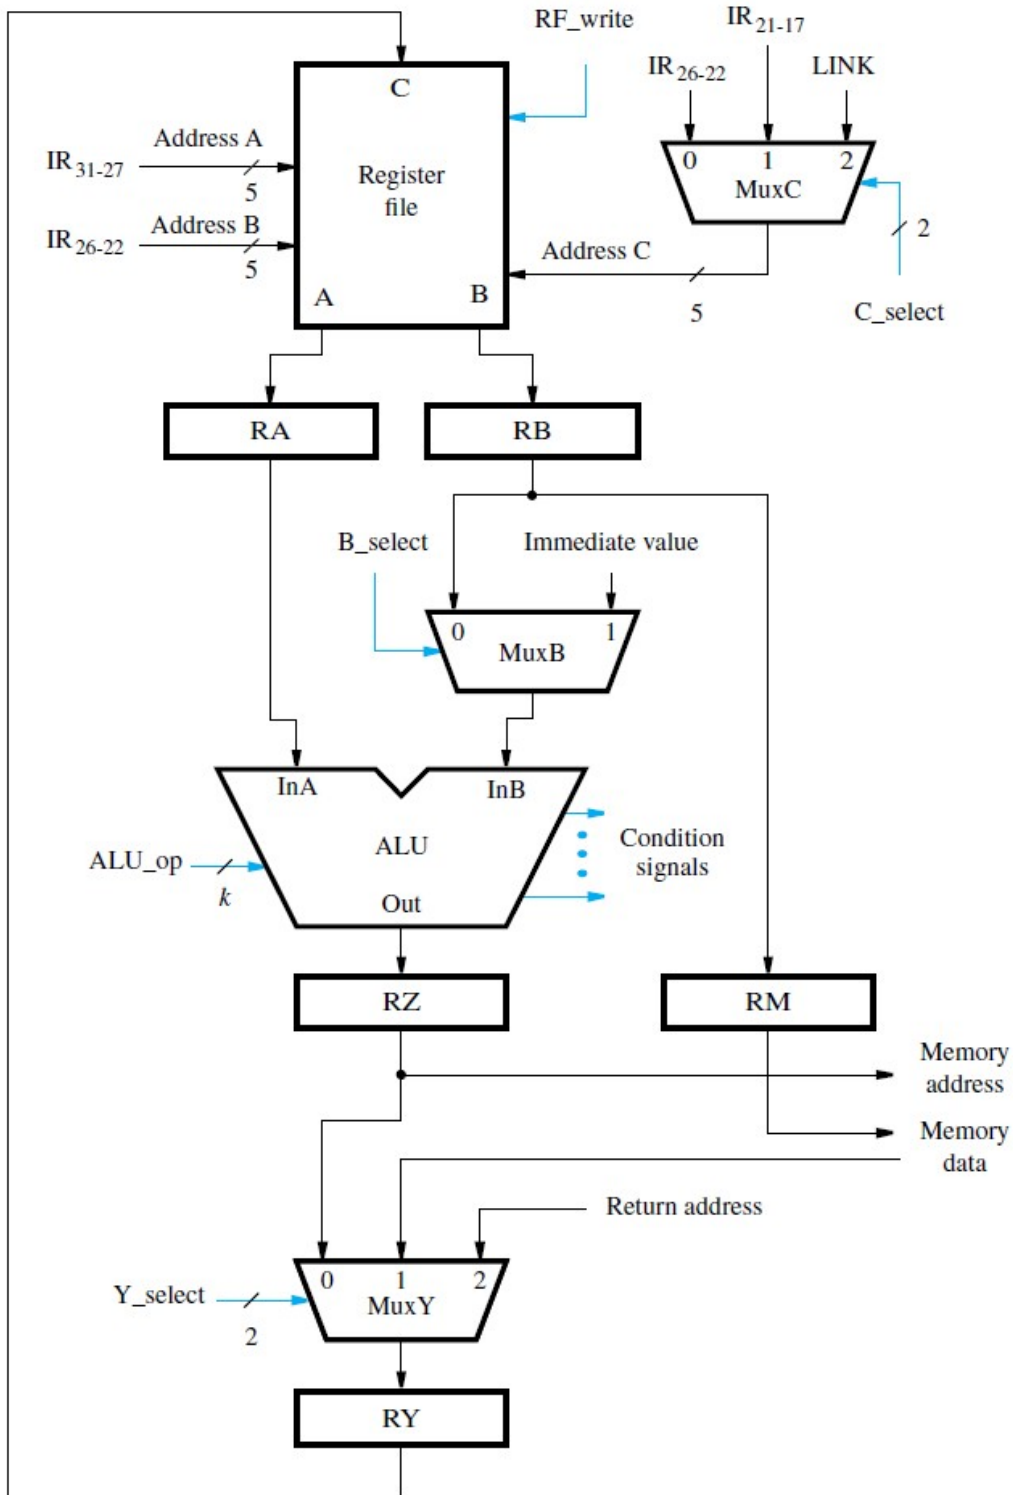 RF_write
IR21-17
IR26-22
LINK
C
0 1 2
MuxC
Address A
IR31-27
5
Register
file
2
Address B
IR26-22
5
Address C
5
C_select
A
B
RA
RB
B_select
Immediate value
0
1
MuxB
InA
InB
ALU
Condition
signals
ALU_op
k
Out
RZ
RM
Memory
address
Memory
data
Return address
0 1 2
MuxY
Y_select
2
RY